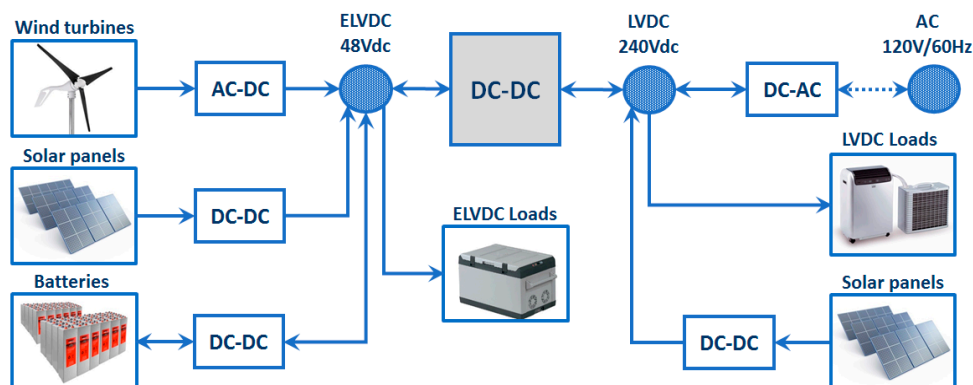 Wind turbines
ELVDC
48Vdc
LVDC
240Vdc
AC
120V/60Hz
AC-DC
DC-DC
DC-AC
Solar panels
LVDC Loads
DC-DC
ELVDC Loads
Batteries
Solar panels
DC-DC
DC-DC